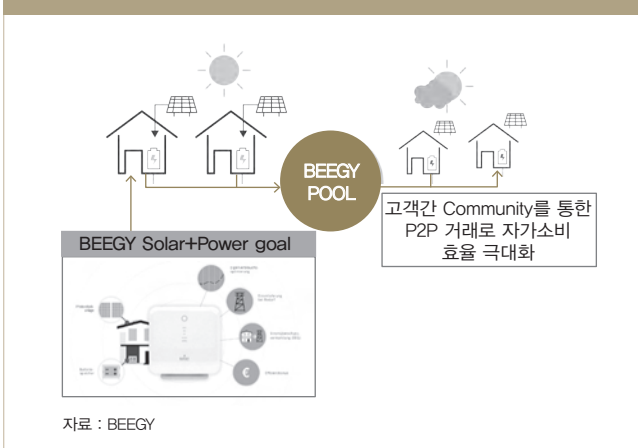 BEEGY
POOL
고객간 Community를 통한
P2P 거래로 자가소비
효율 극대화
BEEGY Solar+Power goal
€
자료 : BEEGY